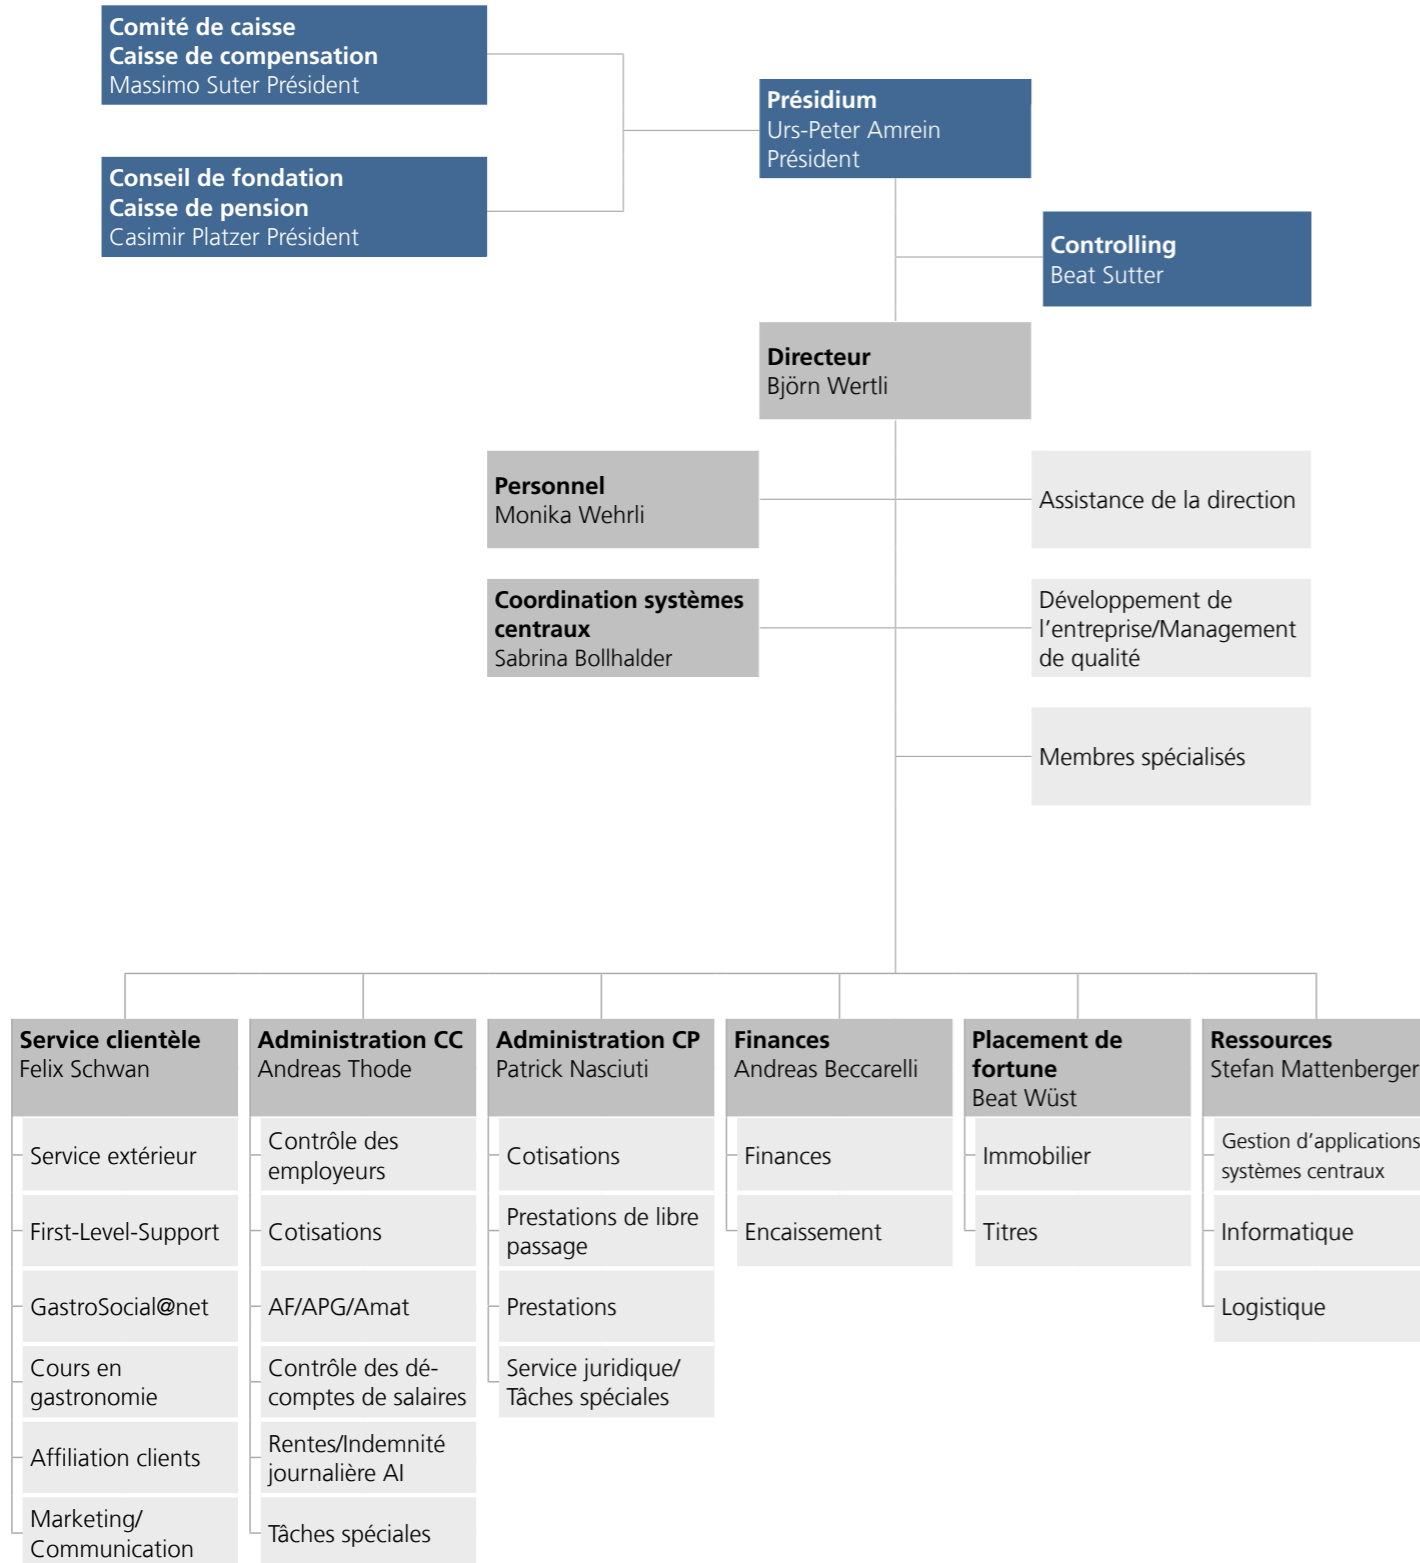 Comité de caisse
Caisse de compensation
Massimo Suter Président
Présidium
Urs-Peter Amrein
Président
Conseil de fondation
Caisse de pension
Casimir Platzer Président
Controlling
Beat Sutter
Directeur
Björn Wertli
Personnel
Monika Wehrli
Assistance de la direction
Coordination systèmes
centraux
Sabrina Bollhalder
Développement de
l’entreprise/Management
de qualité
Membres spécialisés
Service clientèle
Felix Schwan
Service extérieur
First-Level-Support
GastroSocial@net
Cours en
gastronomie
Affiliation clients
Marketing/
Communication
Administration CC
Andreas Thode
Contrôle des
employeurs
Cotisations
AF/APG/Amat
Contrôle des dé-
comptes de salaires
Rentes/Indemnité
journalière AI
Tâches spéciales
Administration CP
Patrick Nasciuti
Cotisations
Prestations de libre
passage
Prestations
Service juridique/
Tâches spéciales
Finances
Andreas Beccarelli
Finances
Encaissement
Placement de
fortune
Beat Wüst
Immobilier
Titres
Ressources
Stefan Mattenberger
Gestion d’applications
systèmes centraux
Informatique
Logistique